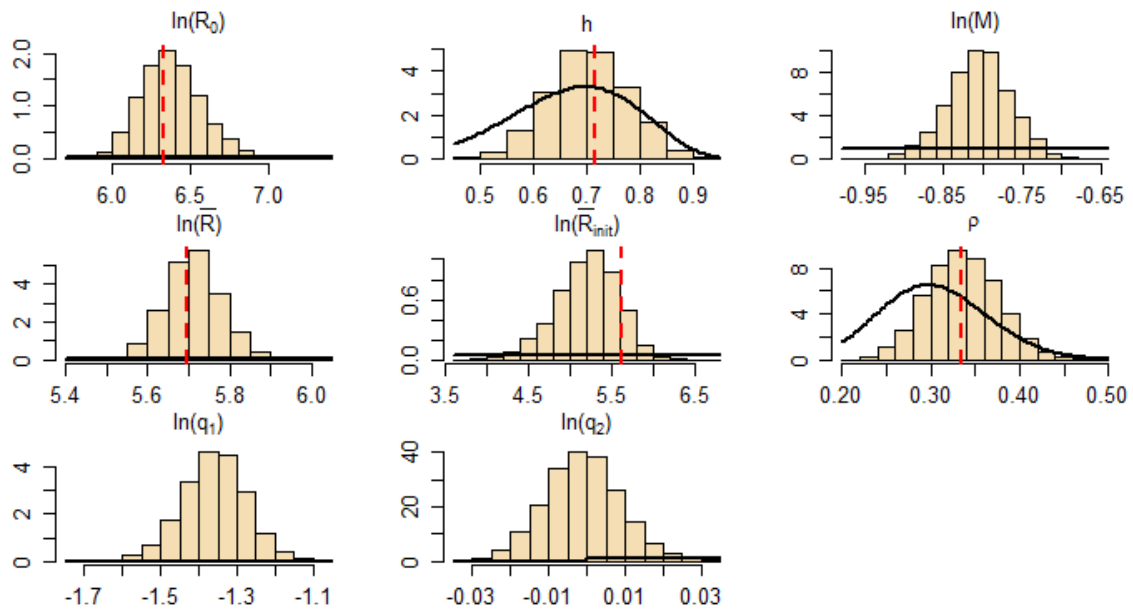 ln(R₀) h ln(M)
0.0 1.0 2.0
0 2 4
0 4 8
6.0 6.5 7.0
0.5 0.6 0.7 0.8 0.9
-0.95 -0.85 -0.75 -0.65
ln(R̅) ln(R̅init) ρ
0 2 4
0.0 0.6
0 4 8
5.4 5.6 5.8 6.0
3.5 4.5 5.5 6.5
0.20 0.30 0.40 0.50
ln(q₁) ln(q₂)
0 2 4
0 20 40
-1.7 -1.5 -1.3 -1.1
-0.03 -0.01 0.01 0.03